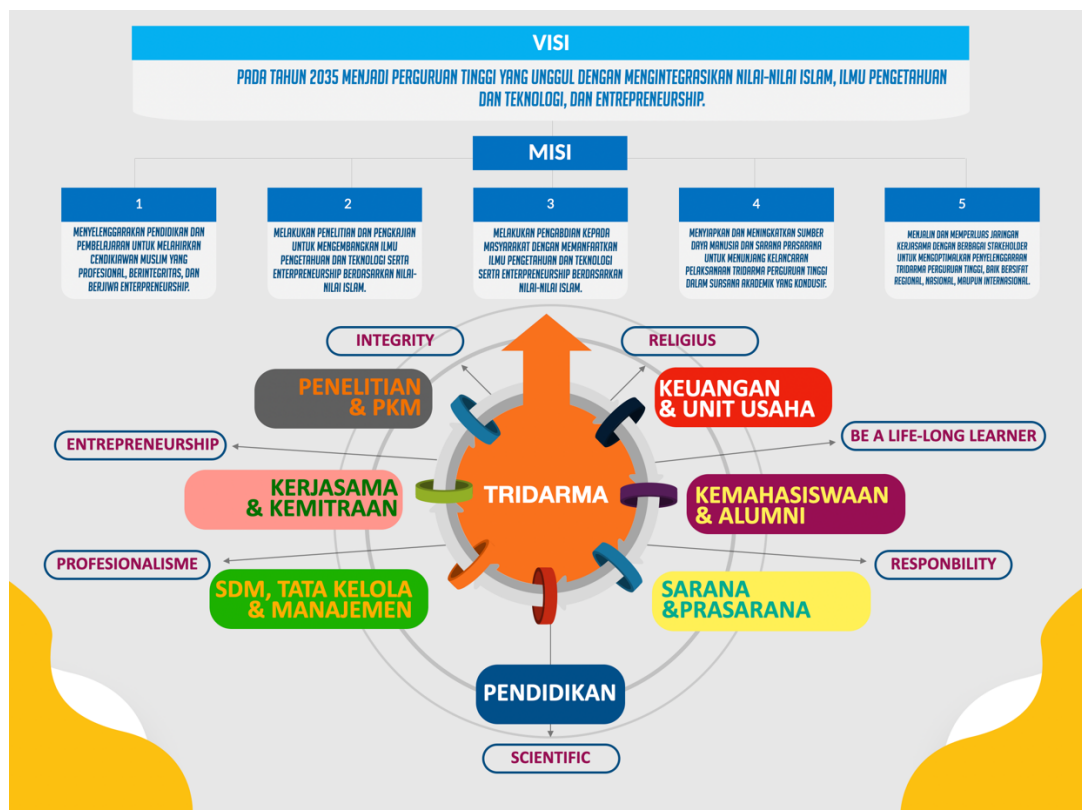 VISI
PADA TAHUN 2035 MENJADI PERGURUAN TINGGI YANG UNGGUL DENGAN MENGINTEGRASIKAN NILAI-NILAI ISLAM, ILMU PENGETAHUAN
DAN TEKNOLOGI, DAN ENTREPRENEURSHIP.
MISI
1
MENYELENGGARAKAN PENDIDIKAN DAN
PEMBELAJARAN UNTUK MELAHIRKAN
CENDIKIAWAN MUSLIM YANG
PROFESIONAL, BERINTEGRITAS, DAN
BERJIWA ENTERPRENEURSHIP.
2
MELAKUKAN PENELITIAN DAN PENGKAJIAN
UNTUK MENGEMBANGKAN ILMU
PENGETAHUAN DAN TEKNOLOGI SERTA
ENTERPRENEURSHIP BERDASARKAN NILAI-
NILAI ISLAM.
3
MELAKUKAN PENGABDIAN KEPADA
MASYARAKAT DENGAN MEMANFAATKAN
ILMU PENGETAHUAN DAN TEKNOLOGI
SERTA ENTERPRENEURSHIP BERDASARKAN
NILAI-NILAI ISLAM.
4
MENYIAPKAN DAN MENINGKATKAN SUMBER
DAYA MANUSIA DAN SARANA PRASARANA
UNTUK MENUNJANG KELANCARAN
PELAKSANAAN TRIDARMA PERGURUAN TINGGI
DALAM SUASANA AKADEMIK YANG KONDUSIF.
5
MENJALIN DAN MEMPERLUAS JARINGAN
KERJASAMA DENGAN BERBAGAI STAKEHOLDER
UNTUK MENGOPTIMALKAN PENYELENGGARAAN
TRIDARMA PERGURUAN TINGGI, BAIK BERSIFAT
REGIONAL, NASIONAL, MAUPUN INTERNASIONAL.
INTEGRITY
RELIGIUS
PENELITIAN
& PKM
KEUANGAN
& UNIT USAHA
ENTREPRENEURSHIP
BE A LIFE-LONG LEARNER
KERJASAMA
& KEMITRAAN
TRIDARMA
KEMAHASISWAAN
& ALUMNI
PROFESIONALISME
RESPONBILITY
SDM, TATA KELOLA
& MANAJEMEN
SARANA
&PRASARANA
PENDIDIKAN
SCIENTIFIC